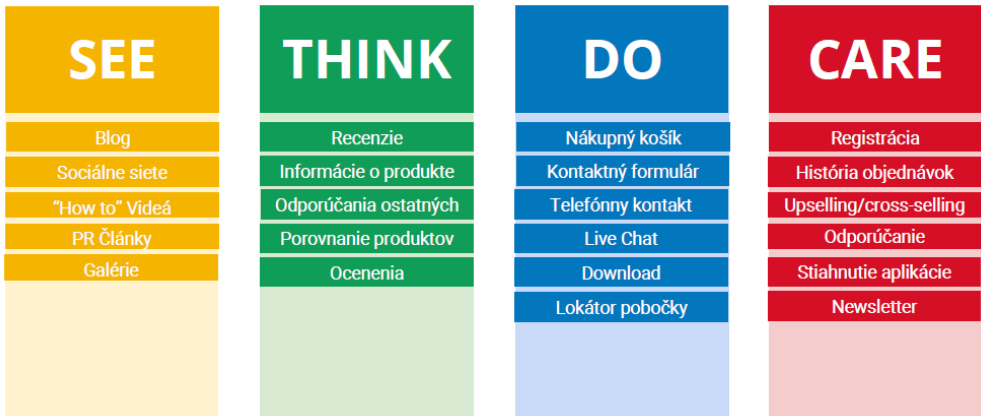 SEE
Blog
Sociálne siete
“How to” Videá
PR Články
Galérie
THINK
Recenzie
Informácie o produkte
Odporúčania ostatných
Porovnanie produktov
Ocenenia
DO
Nákupný košík
Kontaktný formulár
Telefónny kontakt
Live Chat
Download
Lokátor pobočky
CARE
Registrácia
História objednávok
Upselling/cross-selling
Odporúčanie
Stiahnutie aplikácie
Newsletter